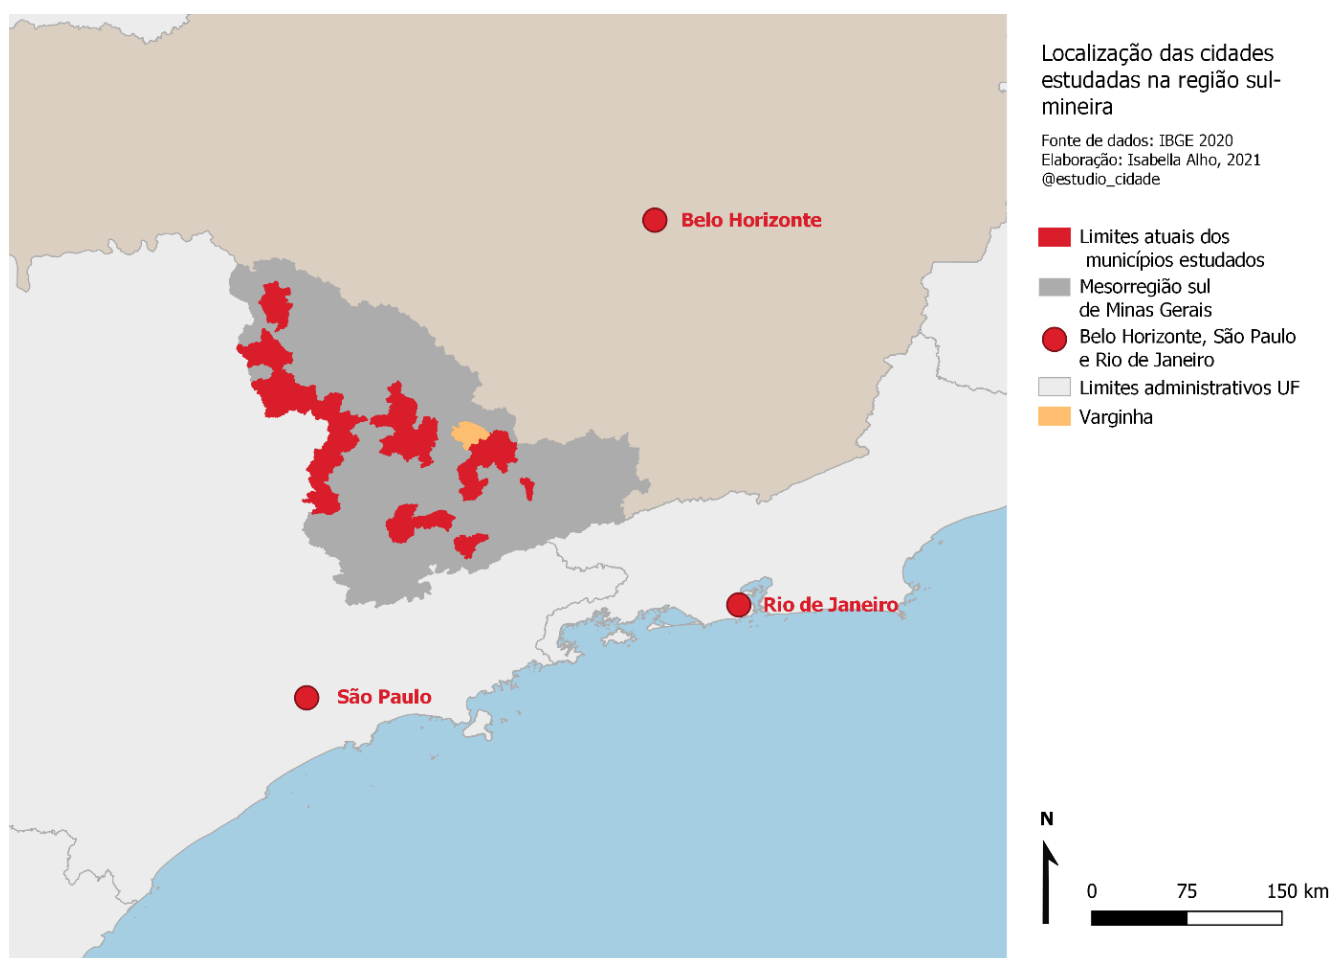 Localização das cidades
estudadas na região sul-
mineira
Fonte de dados: IBGE 2020
Elaboração: Isabella Alho, 2021
@estudio_cidade
Belo Horizonte
Limites atuais dos
municípios estudados
Mesorregião sul
de Minas Gerais
Belo Horizonte, São Paulo
e Rio de Janeiro
Limites administrativos UF
Varginha
Rio de Janeiro
São Paulo
N
0 75 150 km